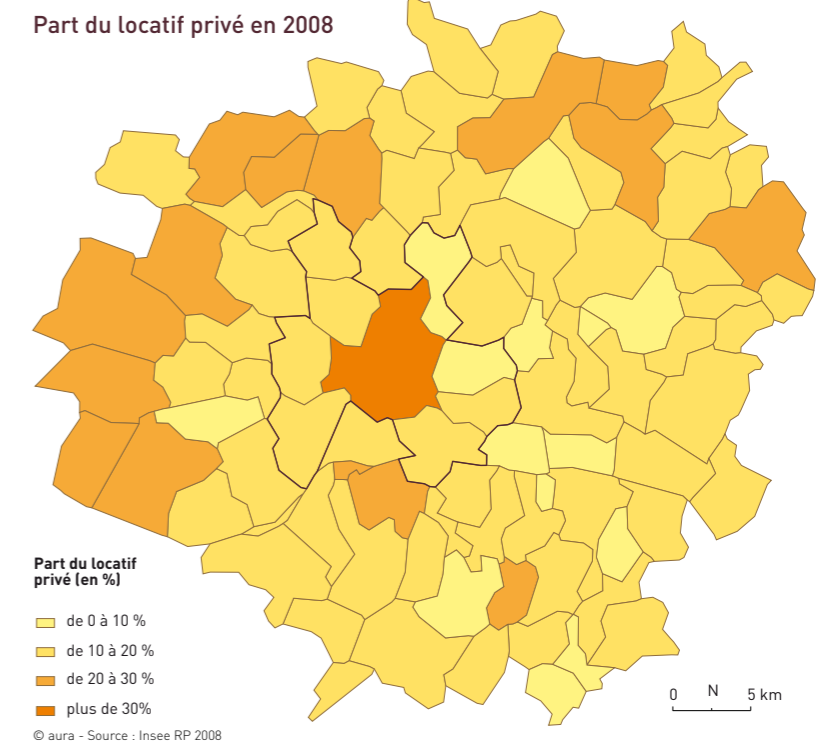 Part du locatif privé en 2008
Part du locatif
privé (en %)
de 0 à 10 %
de 10 à 20 %
de 20 à 30 %
plus de 30%
0 N 5 km
© aura - Source : Insee RP 2008